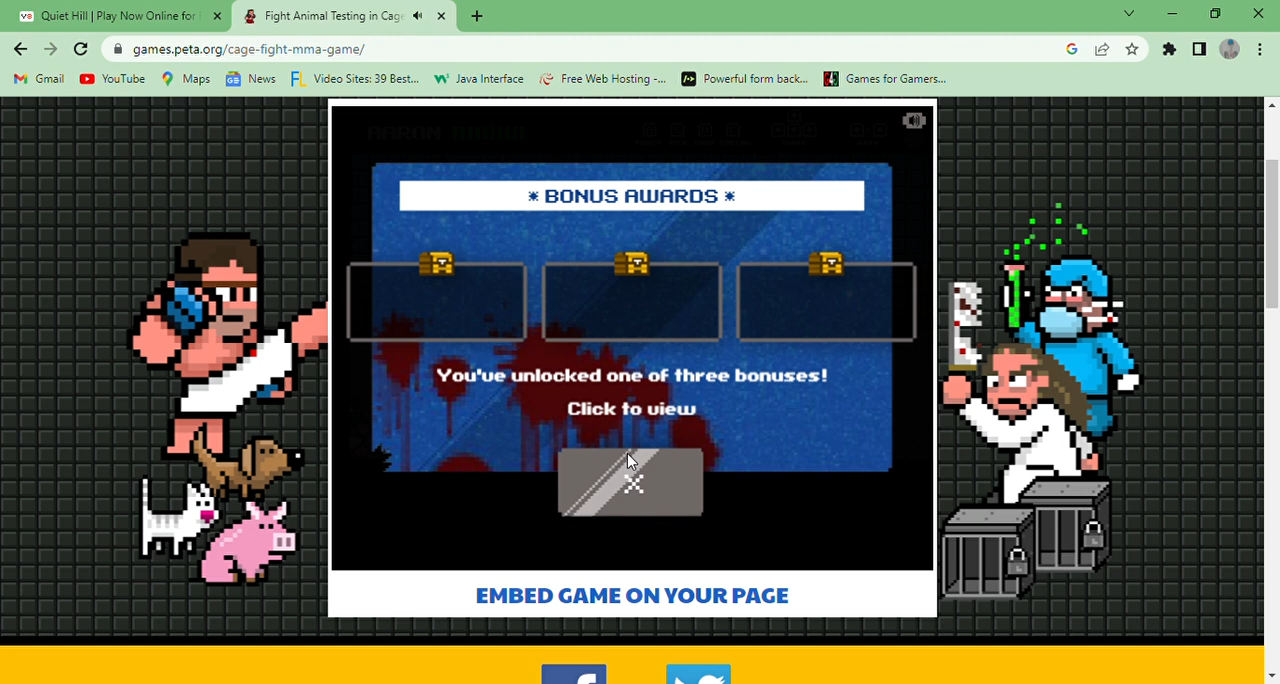 Quiet Hill | Play Now Online for
Fight Animal Testing in Cage
games.peta.org/cage-fight-mma-game/
Gmail
YouTube
Maps
News
Video Sites: 39 Best...
Java Interface
Free Web Hosting -...
Powerful form back...
Games for Gamers...
* BONUS AWARDS *
You've unlocked one of three bonuses!
Click to view
X
EMBED GAME ON YOUR PAGE